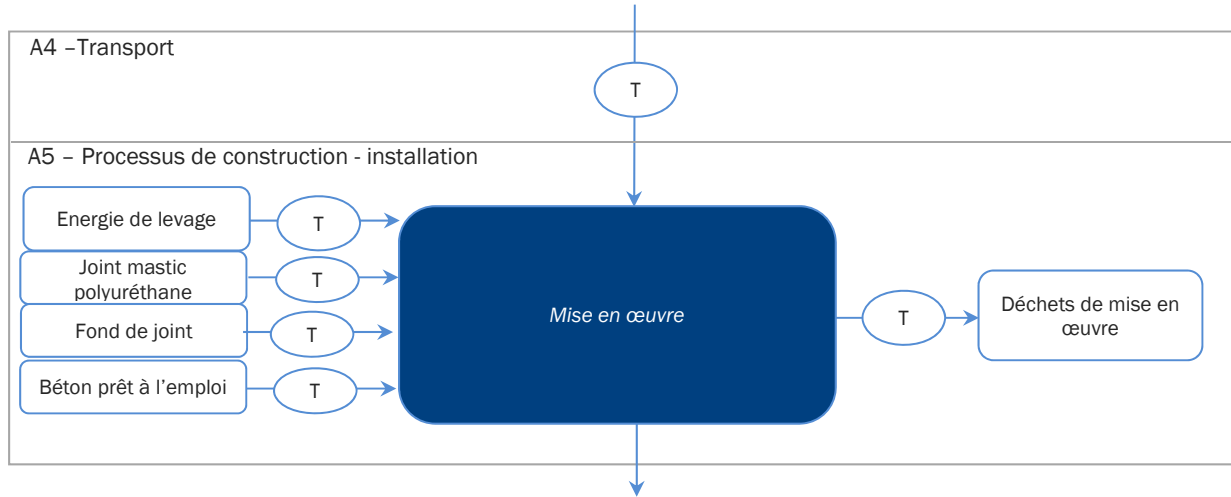 A4 –Transport
T
A5 – Processus de construction - installation
Energie de levage
T
Joint mastic
polyuréthane
T
Fond de joint
T
Béton prêt à l’emploi
T
Mise en œuvre
T
Déchets de mise en
œuvre